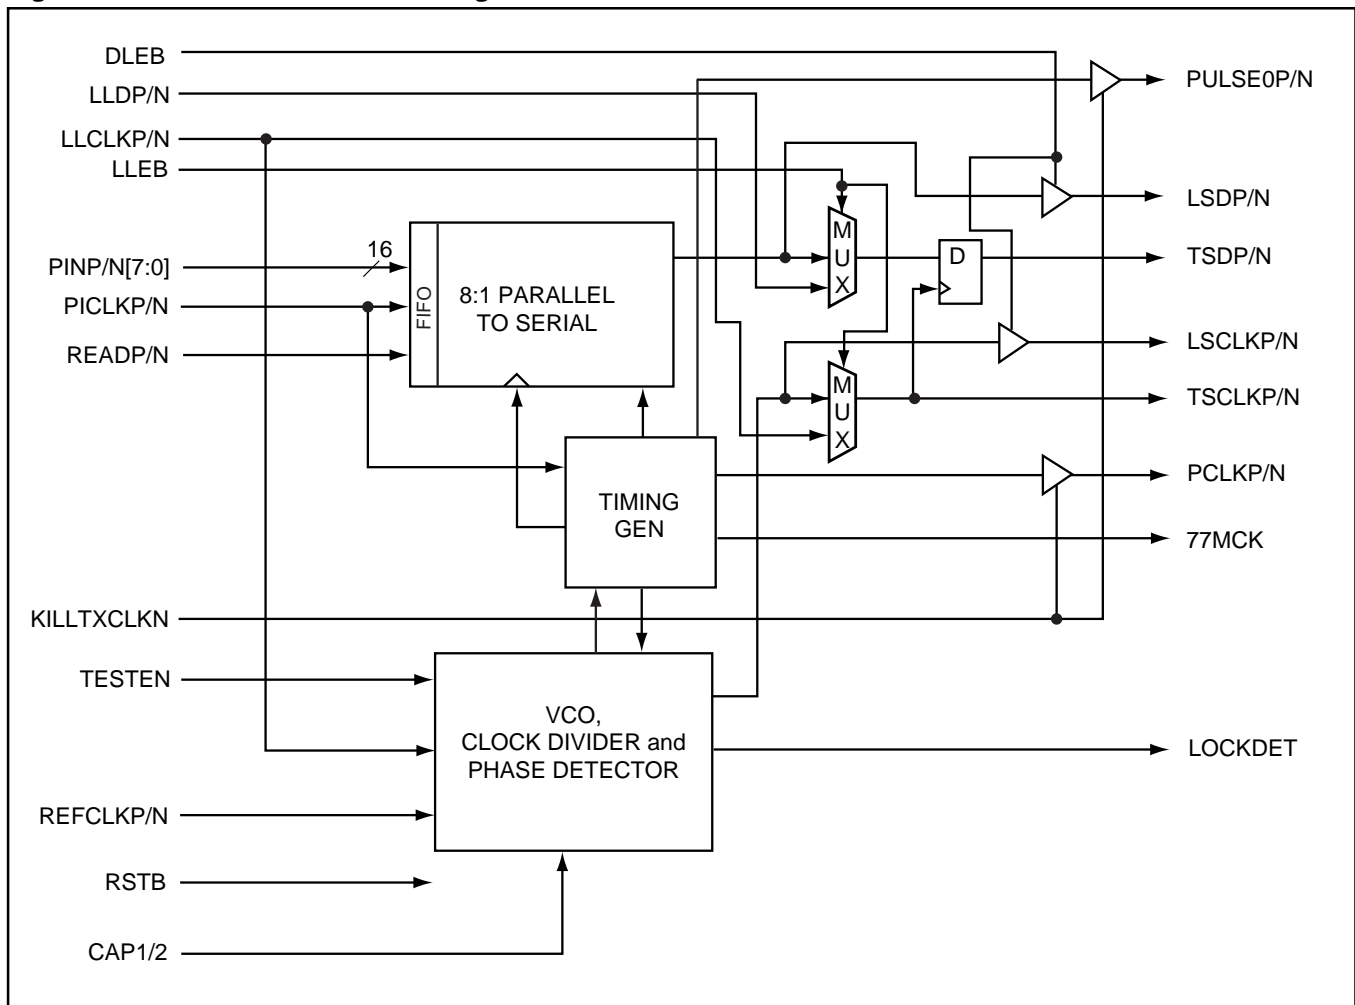 DLEB
LLDP/N
LLCLKP/N
LLEB
PINP/N[7:0]
16
PICLKP/N
READP/N
FIFO
8:1 PARALLEL
TO SERIAL
MUX
D
MUX
TIMING
GEN
KILLTXCLKN
TESTEN
VCO,
CLOCK DIVIDER and
PHASE DETECTOR
REFCLKP/N
RSTB
CAP1/2
PULSE0P/N
LSDP/N
TSDP/N
LSCLKP/N
TSCLKP/N
PCLKP/N
77MCK
LOCKDET